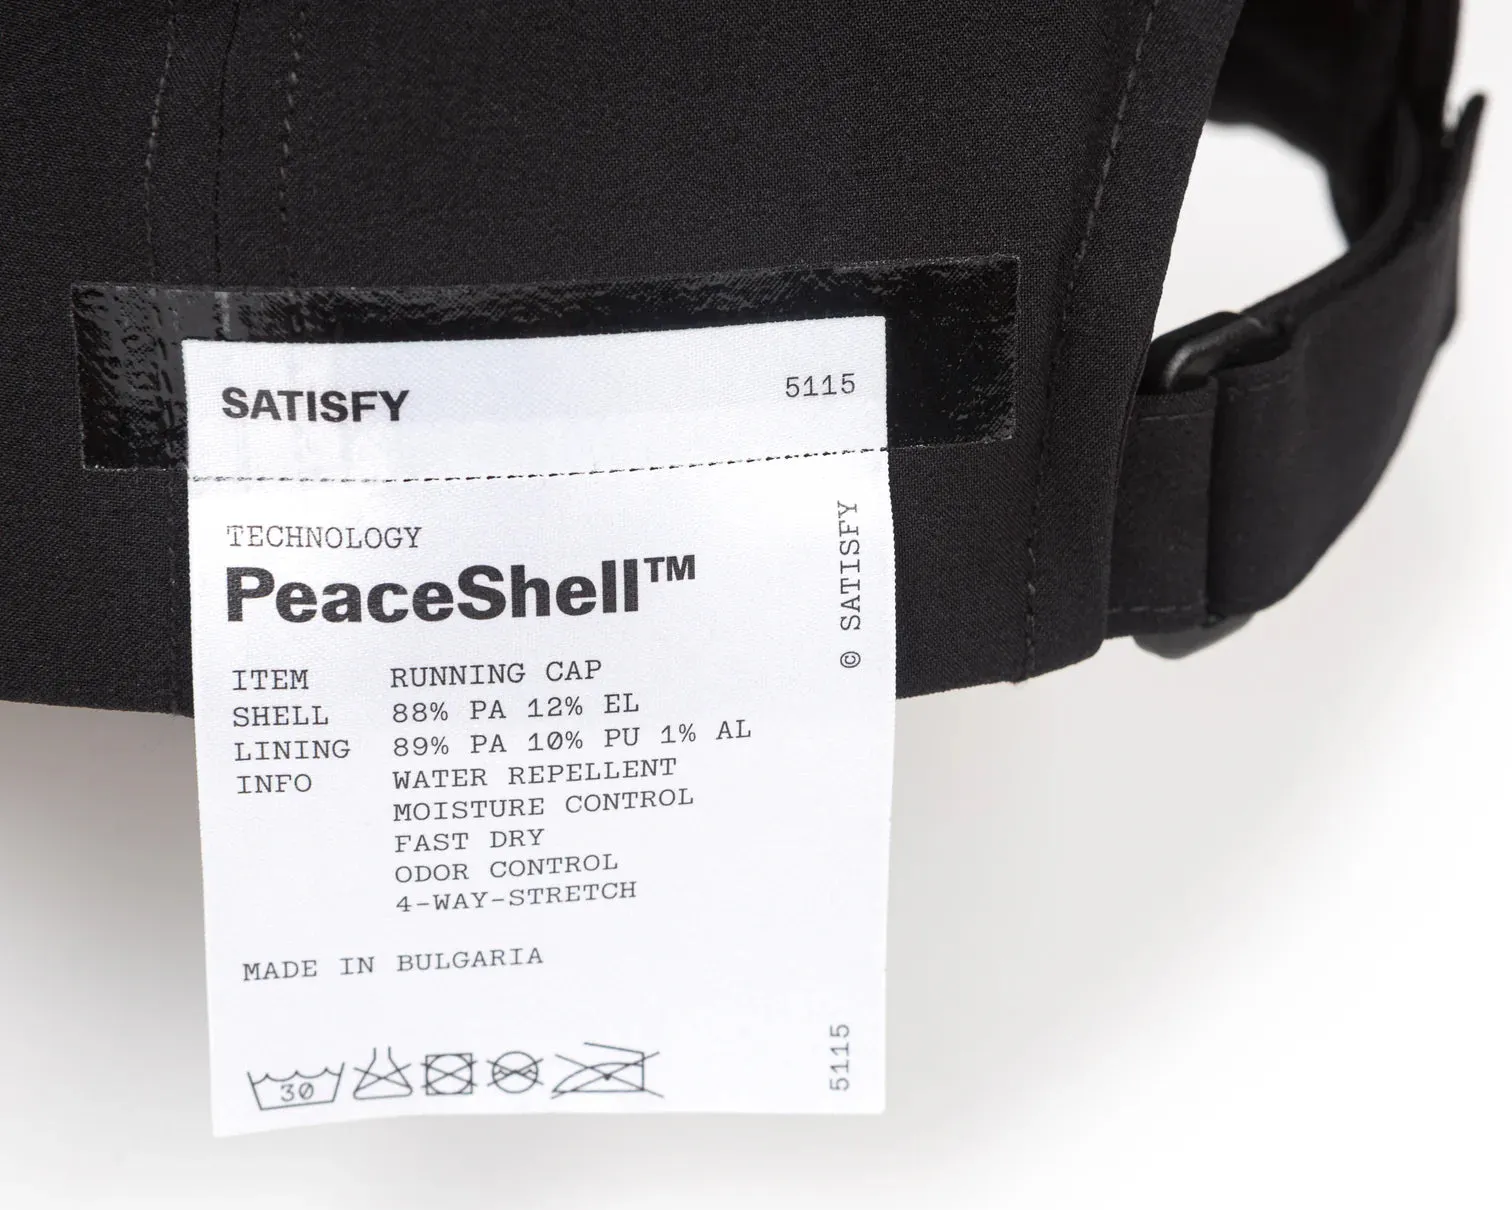 SATISFY
5115
TECHNOLOGY
PeaceShell™
© SATISFY
ITEM RUNNING CAP
SHELL 88% PA 12% EL
LINING 89% PA 10% PU 1% AL
INFO WATER REPELLENT
MOISTURE CONTROL
FAST DRY
ODOR CONTROL
4-WAY-STRETCH
MADE IN BULGARIA
30
5115